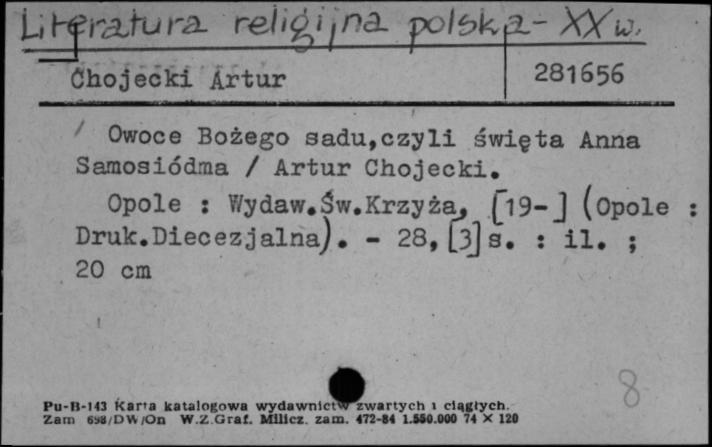 Literatura religijna polska - XX w.
Chojecki Artur 281656
Owoce Bożego sadu,czyli święta Anna
Samosiódma / Artur Chojecki.
Opole : Wydaw.Św.Krzyża, [19-] (Opole :
Druk.Diecezjalna). - 28,[3]s. : il. ;
20 cm
8
Pu-B-143 Karta katalogowa wydawnictw zwartych i ciągłych.
Zam 698/DW/On W.Z.Graf. Milicz. zam. 472-84 1.550.000 74 X 120